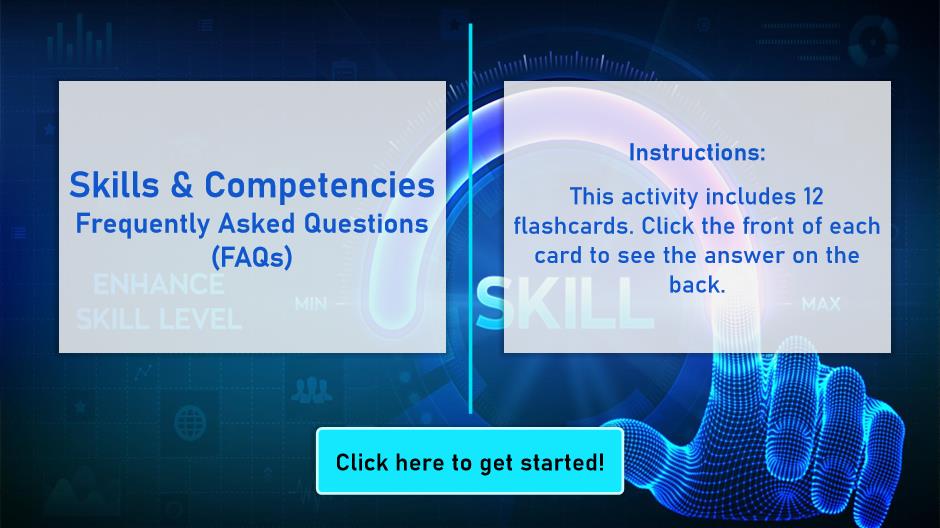 Skills & Competencies
Frequently Asked Questions
(FAQs)
ENHANCE
SKILL LEVEL
Instructions:
This activity includes 12
flashcards. Click the front of each
card to see the answer on the
back.
MIN
SKILL
MAX
Click here to get started!